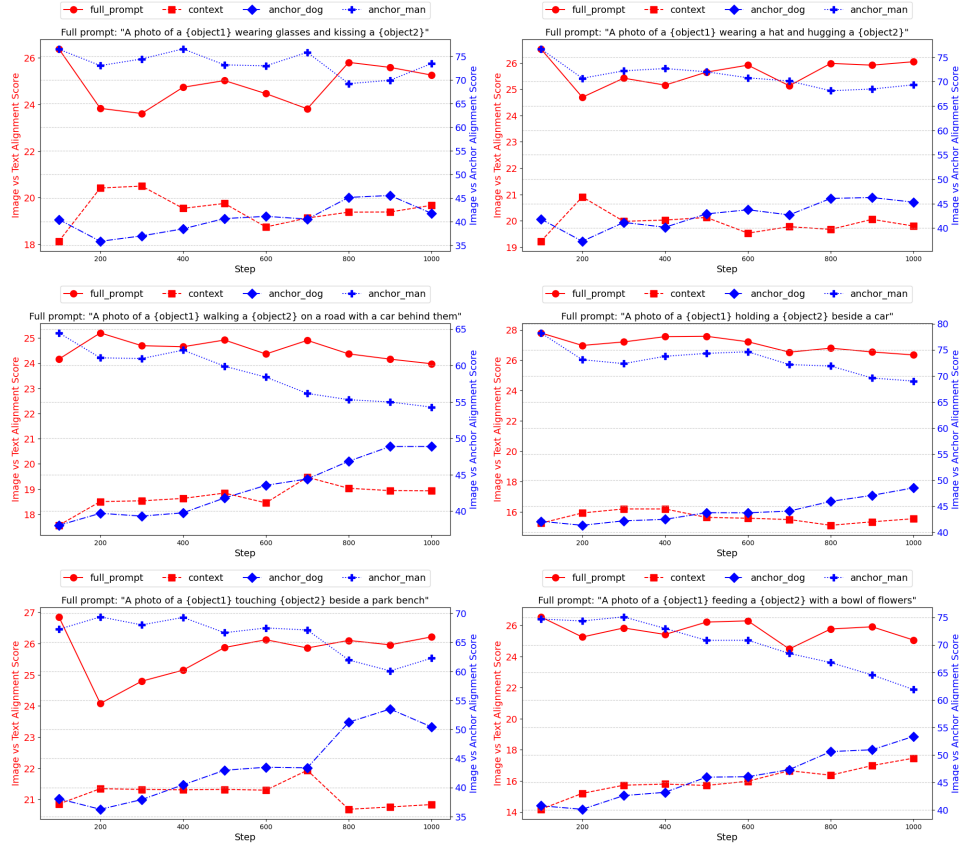 full_prompt context anchor_dog anchor_man
Full prompt: "A photo of a {object1} wearing glasses and kissing a {object2}"
Image vs Text Alignment Score
26
24
22
20
18
75
70
65
60
55
50
45
40
35
Image vs Anchor Alignment Score
200 400 600 800 1000
Step
full_prompt context anchor_dog anchor_man
Full prompt: "A photo of a {object1} wearing a hat and hugging a {object2}"
Image vs Text Alignment Score
26
25
24
23
22
21
20
19
75
70
65
60
55
50
45
40
Image vs Anchor Alignment Score
200 400 600 800 1000
Step
full_prompt context anchor_dog anchor_man
Full prompt: "A photo of a {object1} walking a {object2} on a road with a car behind them"
Image vs Text Alignment Score
25
24
23
22
21
20
19
18
65
60
55
50
45
40
Image vs Anchor Alignment Score
200 400 600 800 1000
Step
full_prompt context anchor_dog anchor_man
Full prompt: "A photo of a {object1} holding a {object2} beside a car"
Image vs Text Alignment Score
28
26
24
22
20
18
16
80
75
70
65
60
55
50
45
40
Image vs Anchor Alignment Score
200 400 600 800 1000
Step
full_prompt context anchor_dog anchor_man
Full prompt: "A photo of a {object1} touching {object2} beside a park bench"
Image vs Text Alignment Score
27
26
25
24
23
22
21
70
65
60
55
50
45
40
35
Image vs Anchor Alignment Score
200 400 600 800 1000
Step
full_prompt context anchor_dog anchor_man
Full prompt: "A photo of a {object1} feeding a {object2} with a bowl of flowers"
Image vs Text Alignment Score
26
24
22
20
18
16
14
75
70
65
60
55
50
45
40
Image vs Anchor Alignment Score
200 400 600 800 1000
Step